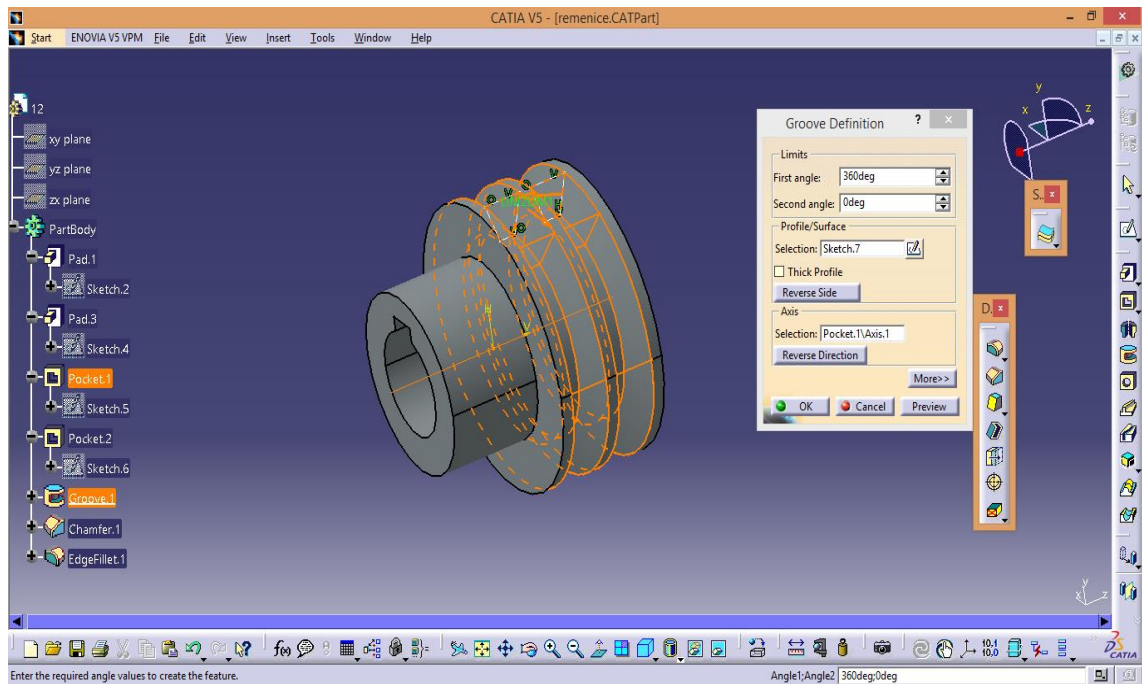 CATIA V5 - [remenice.CATPart]
Start ENOVIA V5 VPM File Edit View Insert Tools Window Help
12
xy plane
yz plane
zx plane
PartBody
Pad.1
Sketch.2
Pad.3
Sketch.4
Pocket.1
Sketch.5
Pocket.2
Sketch.6
Groove.1
Chamfer.1
EdgeFillet.1
H
V
x
y
z
Groove Definition ? x
Limits
First angle: 360deg
Second angle: 0deg
Profile/Surface
Selection: Sketch.7
Thick Profile
Reverse Side
Axis
Selection: Pocket.1\Axis.1
Reverse Direction
More>>
OK Cancel Preview
S.. x
D. x
y
x z
f(x)
10.1
10.0
CATIA
Enter the required angle values to create the feature.
Angle1;Angle2 360deg;0deg